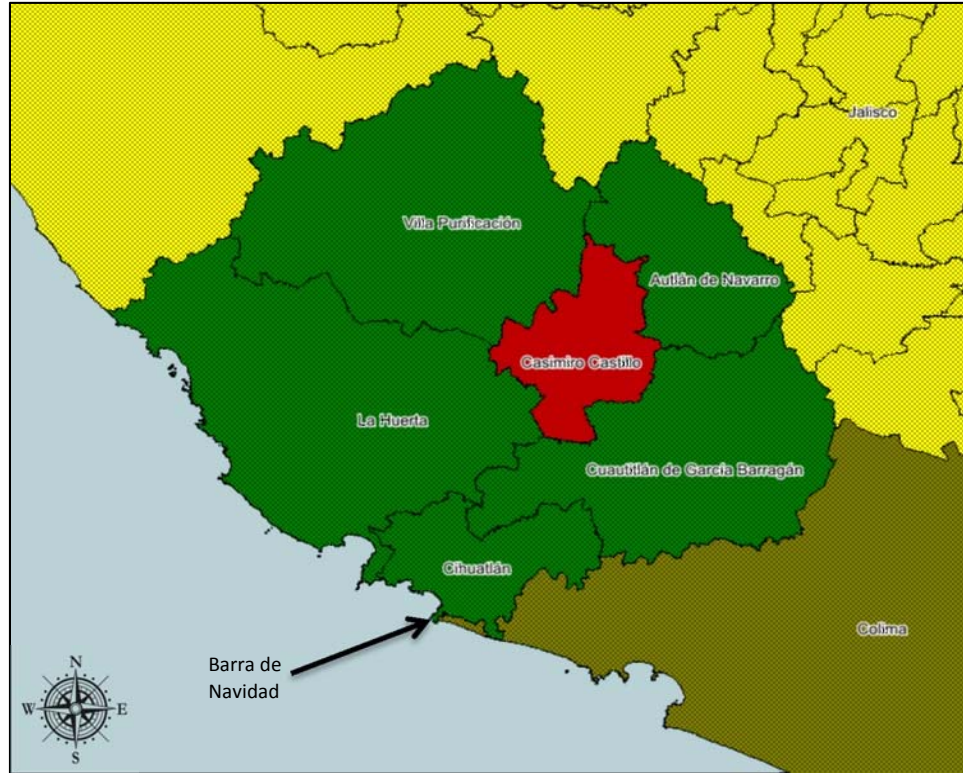 Jalisco
Villa Purificación
Autlán de Navarro
Casimiro Castillo
La Huerta
Cuautitlán de García Barragán
Cihuatlán
Colima
Barra de
Navidad
N
W
E
S